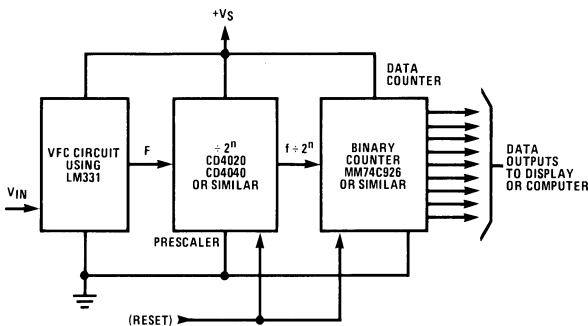 +VS
DATA
COUNTER
VFC CIRCUIT
USING
LM331
F
÷ 2ⁿ
CD4020
CD4040
OR SIMILAR
f ÷ 2ⁿ
BINARY
COUNTER
MM74C926
OR SIMILAR
DATA
OUTPUTS
TO DISPLAY
OR COMPUTER
VIN
PRESCALER
(RESET)